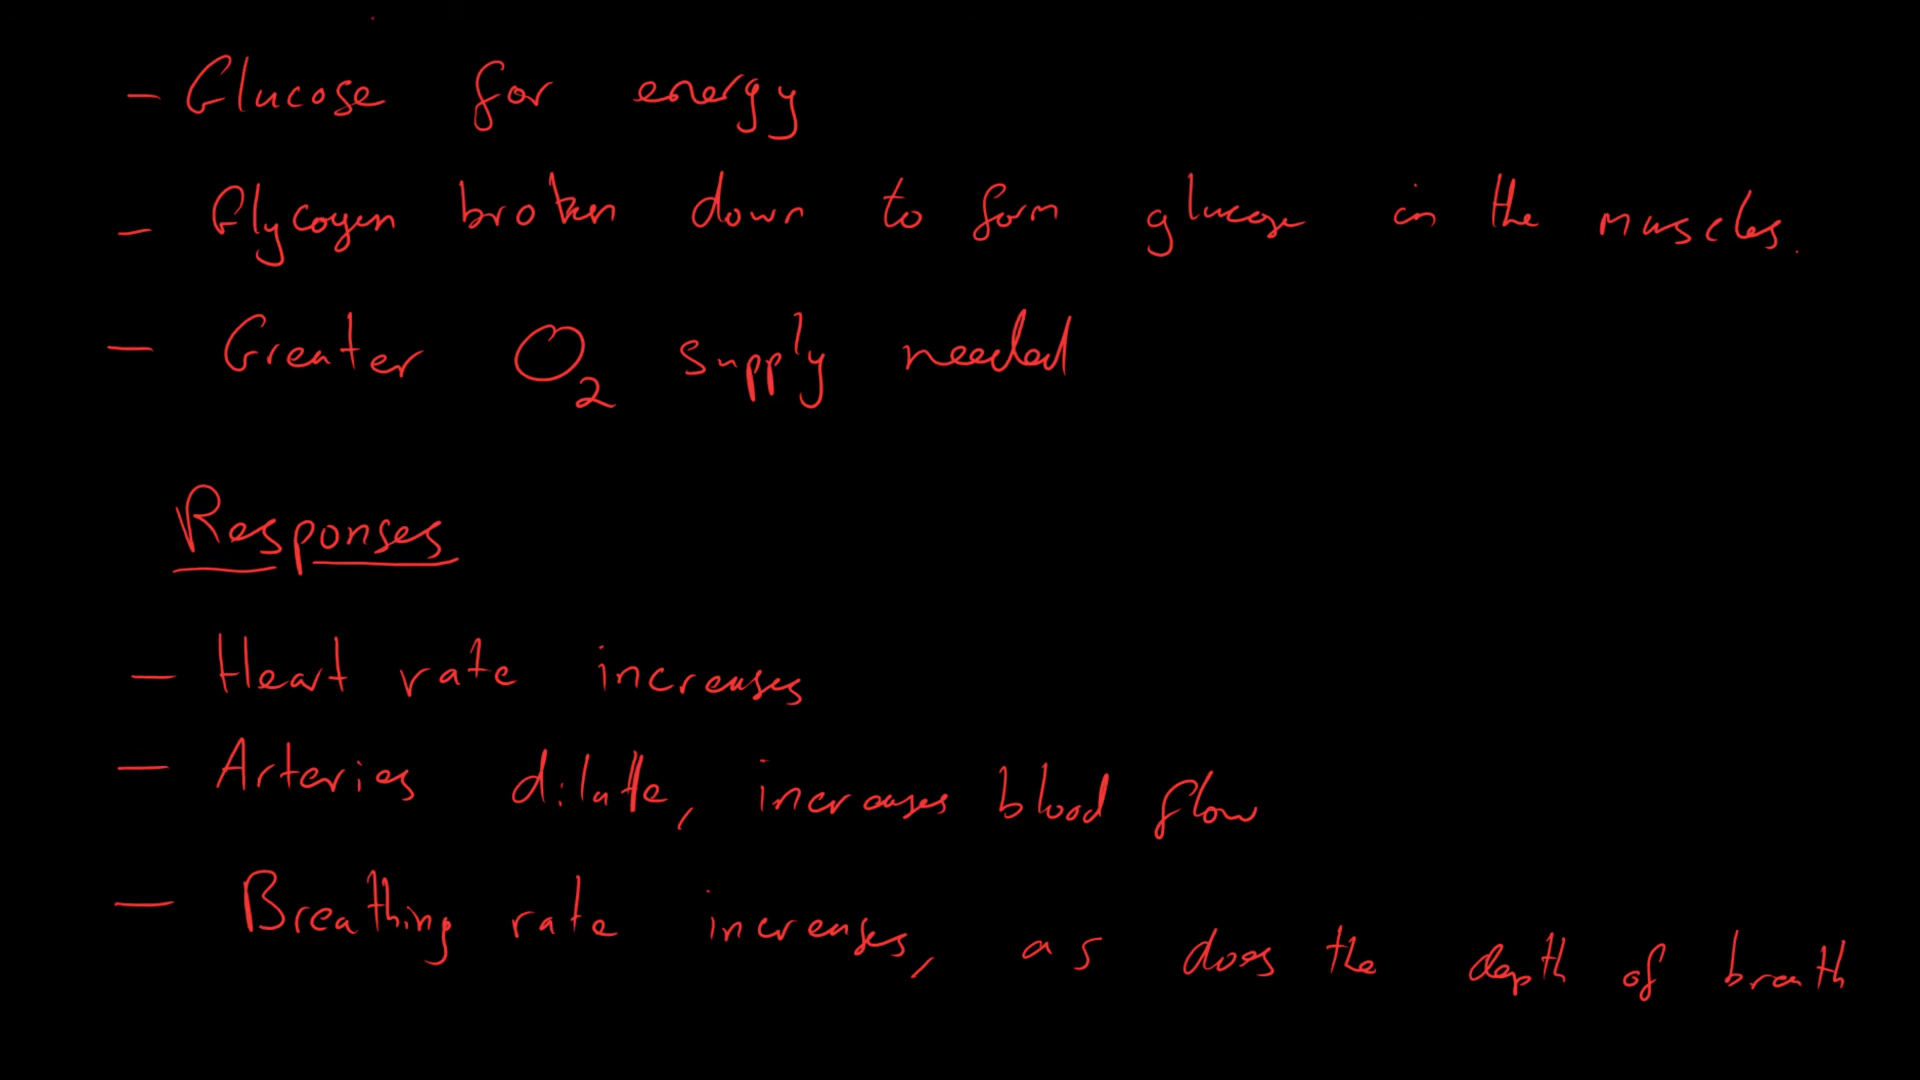 - Glucose for energy
- Glycogen broken down to form glucose in the muscles.
- Greater O₂ supply needed
Responses
- Heart rate increases
- Arteries dilate, increases blood flow
- Breathing rate increases, as does the depth of breath